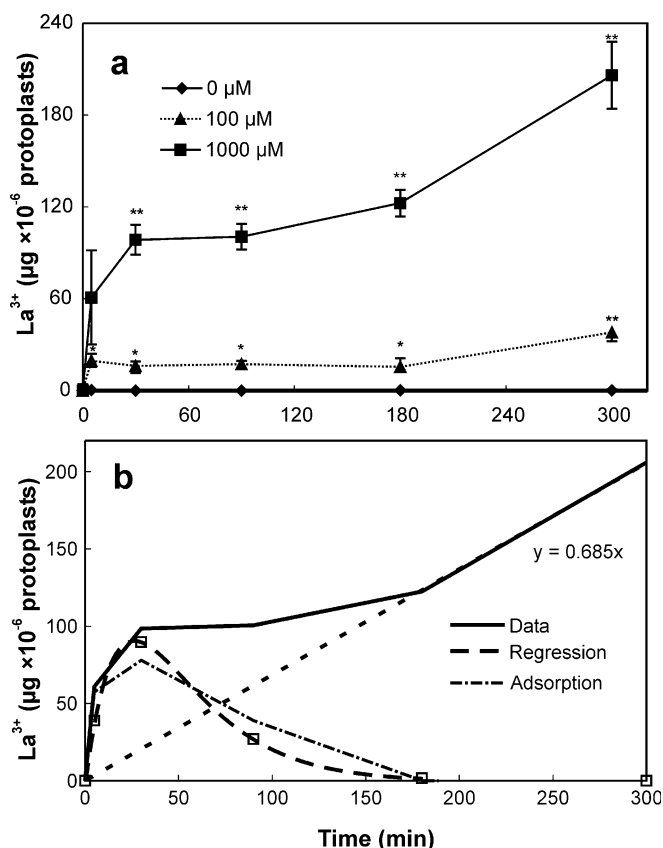 240
180
120
60
0
La³⁺ (µg ×10⁻⁶ protoplasts)
a
0 µM
100 µM
1000 µM
**
**
**
**
*
*
*
*
**
0 60 120 180 240 300
200
150
100
50
0
La³⁺ (µg ×10⁻⁶ protoplasts)
b
y = 0.685x
Data
Regression
Adsorption
0 50 100 150 200 250 300
Time (min)